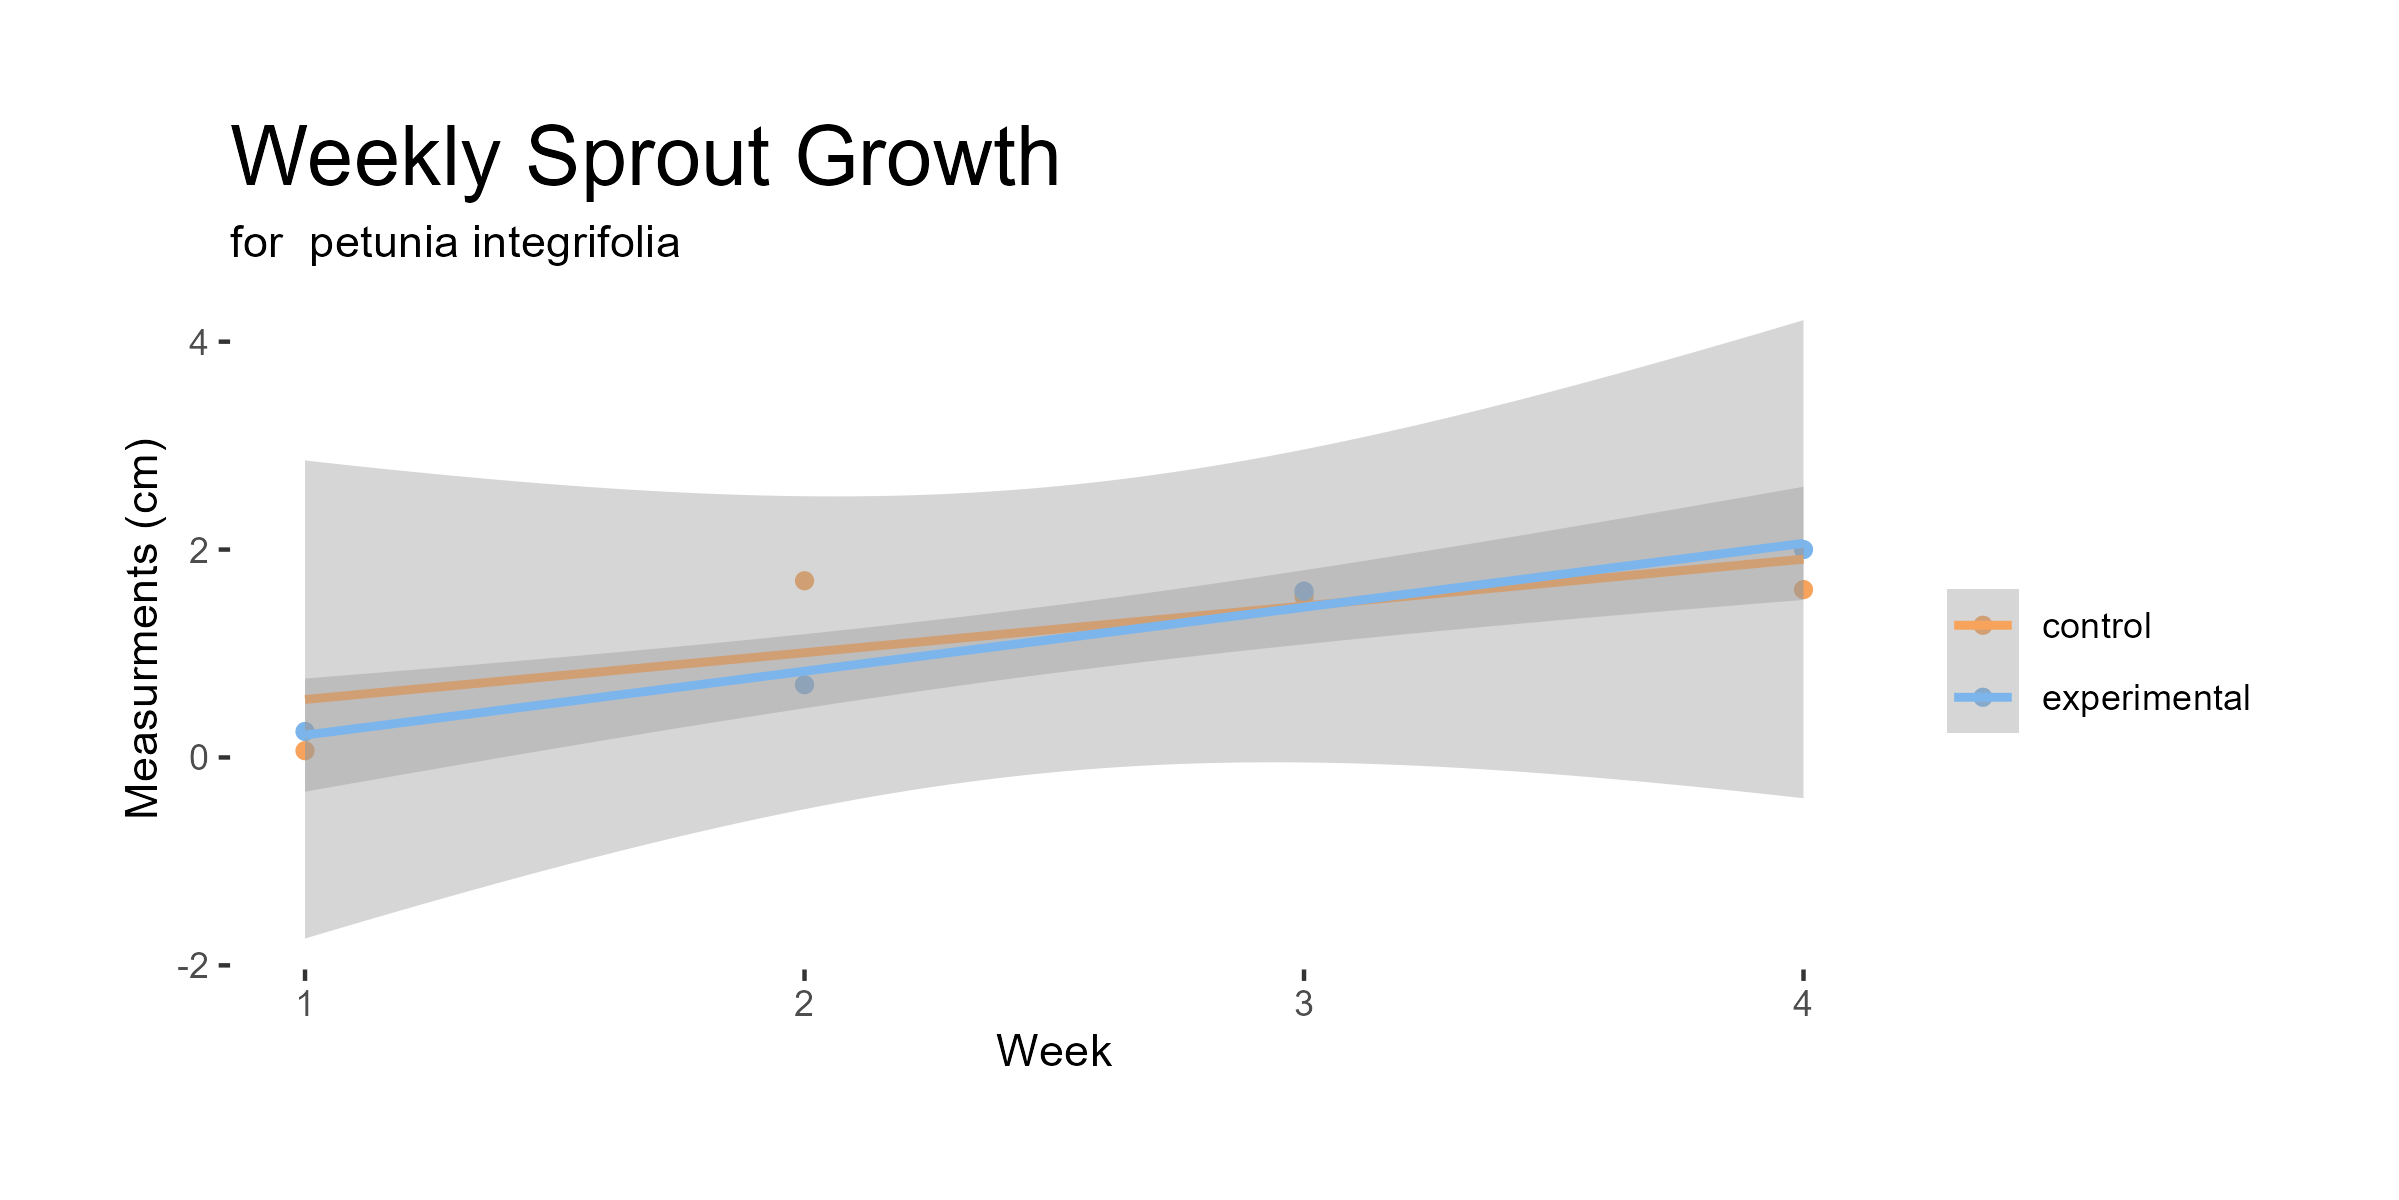 Weekly Sprout Growth
for  petunia integrifolia
Measurments (cm)
4
2
0
-2
1 2 3 4
Week
control
experimental